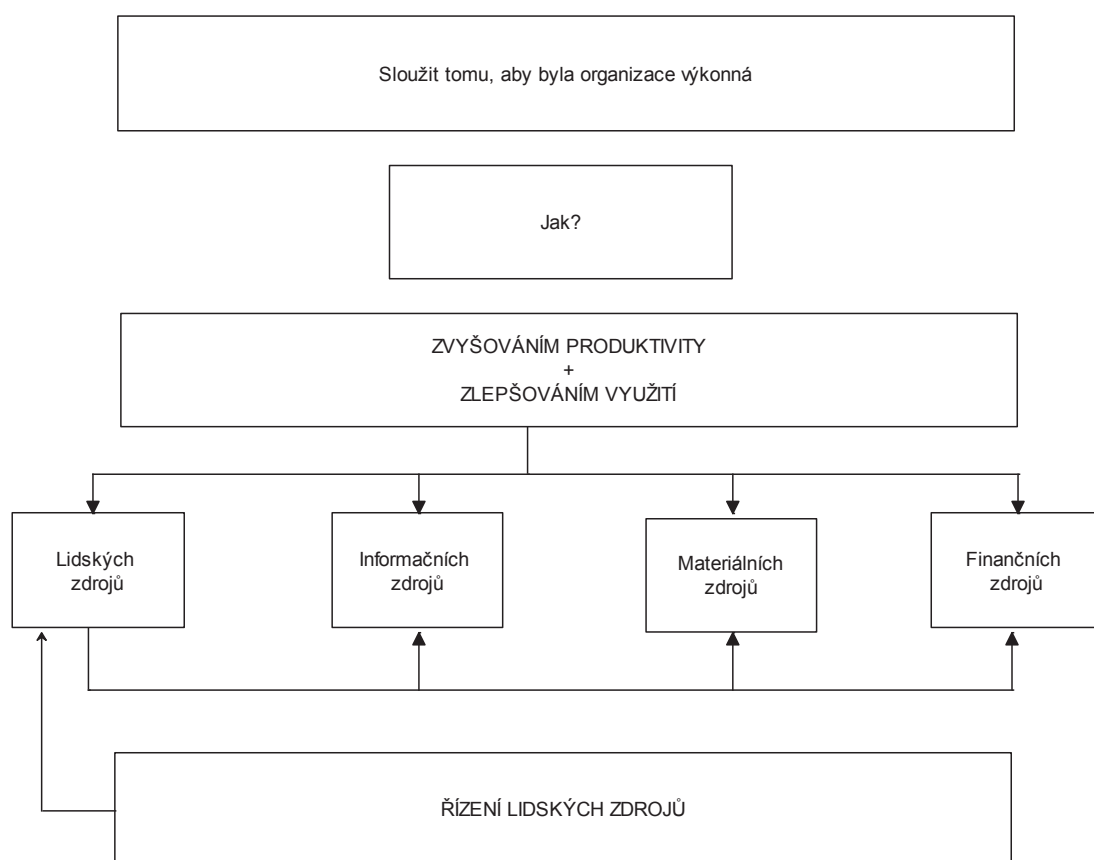 Sloužit tomu, aby byla organizace výkonná
Jak?
ZVYŠOVÁNÍM PRODUKTIVITY
+
ZLEPŠOVÁNÍM VYUŽITÍ
Lidských
zdrojů
Informačních
zdrojů
Materiálních
zdrojů
Finančních
zdrojů
ŘÍZENÍ LIDSKÝCH ZDROJŮ